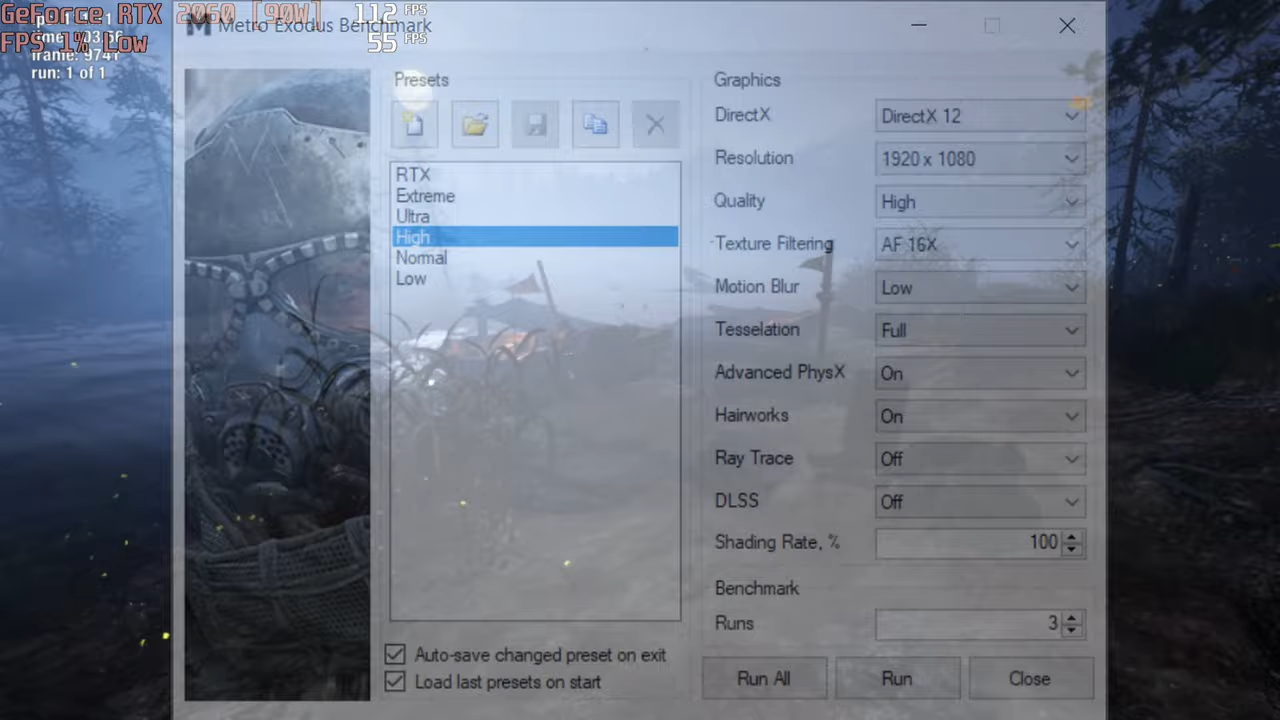 GeForce RTX 2060 [90W] 112 FPS
FPS 1% Low 55 FPS
frame: 9741
run: 1 of 1
Metro Exodus Benchmark
Presets
RTX
Extreme
Ultra
High
Normal
Low
Auto-save changed preset on exit
Load last presets on start
Graphics
DirectX DirectX 12
Resolution 1920 x 1080
Quality High
Texture Filtering AF 16X
Motion Blur Low
Tesselation Full
Advanced PhysX On
Hairworks On
Ray Trace Off
DLSS Off
Shading Rate, % 100
Benchmark
Runs 3
Run All Run Close